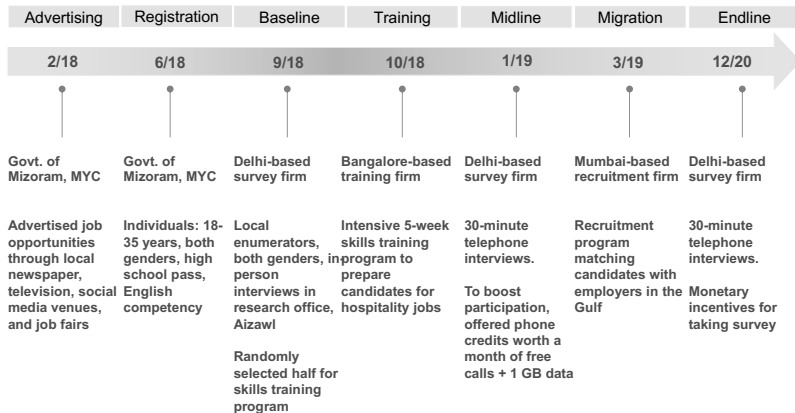 Advertising
Registration
Baseline
Training
Midline
Migration
Endline
2/18
6/18
9/18
10/18
1/19
3/19
12/20
Govt. of
Mizoram, MYC
Govt. of
Mizoram, MYC
Delhi-based
survey firm
Bangalore-based
training firm
Delhi-based
survey firm
Mumbai-based
recruitment firm
Delhi-based
survey firm
Advertised job
opportunities
through local
newspaper,
television, social
media venues,
and job fairs
Individuals: 18-
35 years, both
genders, high
school pass,
English
competency
Local
enumerators,
both genders, in-
person
interviews in
research office,
Aizawl
Randomly
selected half for
skills training
program
Intensive 5-week
skills training
program to
prepare
candidates for
hospitality jobs
30-minute
telephone
interviews.
To boost
participation,
offered phone
credits worth a
month of free
calls + 1 GB data
Recruitment
program
matching
candidates with
employers in the
Gulf
30-minute
telephone
interviews.
Monetary
incentives for
taking survey